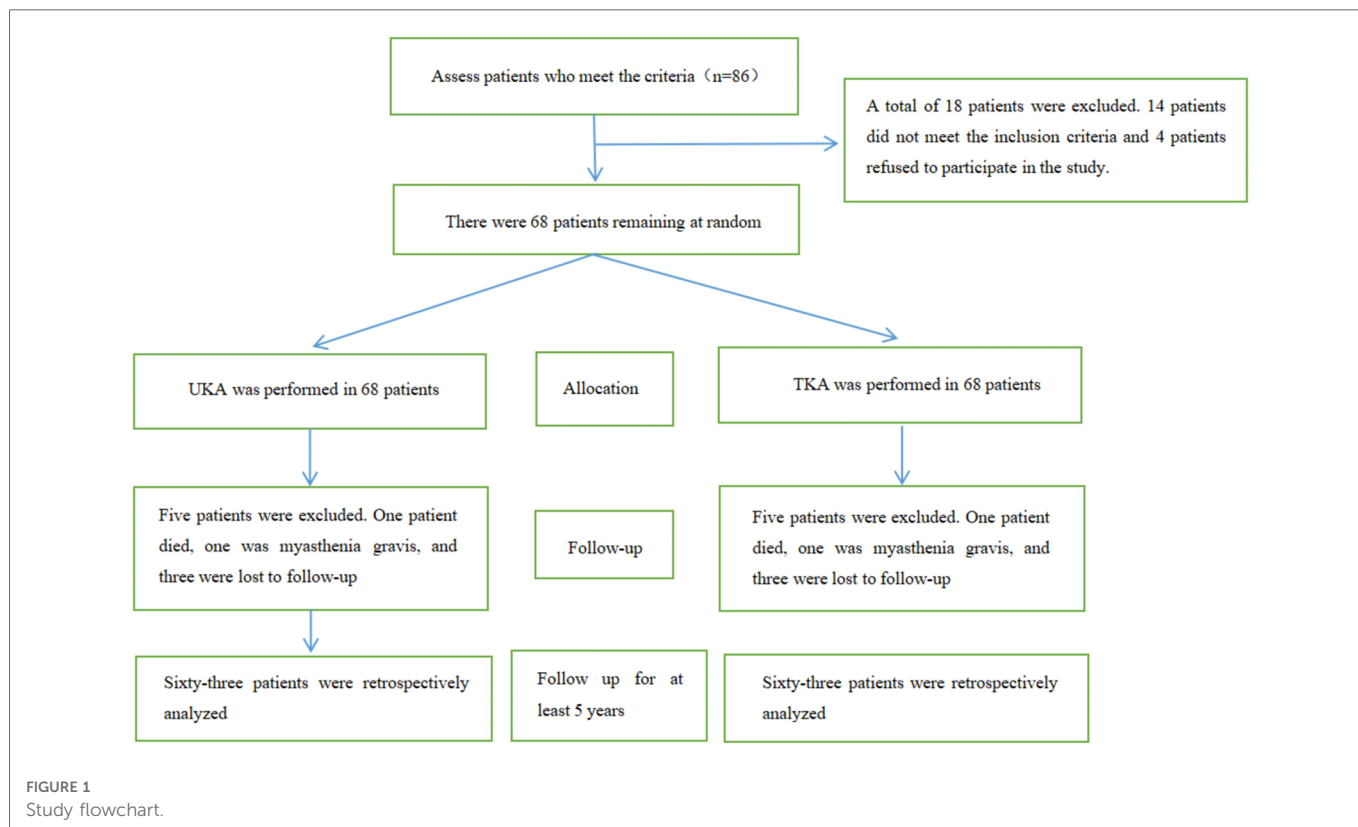 Assess patients who meet the criteria（n=86）
A total of 18 patients were excluded. 14 patients
did not meet the inclusion criteria and 4 patients
refused to participate in the study.
There were 68 patients remaining at random
UKA was performed in 68 patients
Allocation
TKA was performed in 68 patients
Five patients were excluded. One patient
died, one was myasthenia gravis, and
three were lost to follow-up
Follow-up
Five patients were excluded. One patient
died, one was myasthenia gravis, and
three were lost to follow-up
Sixty-three patients were retrospectively
analyzed
Follow up for at
least 5 years
Sixty-three patients were retrospectively
analyzed
FIGURE 1
Study flowchart.